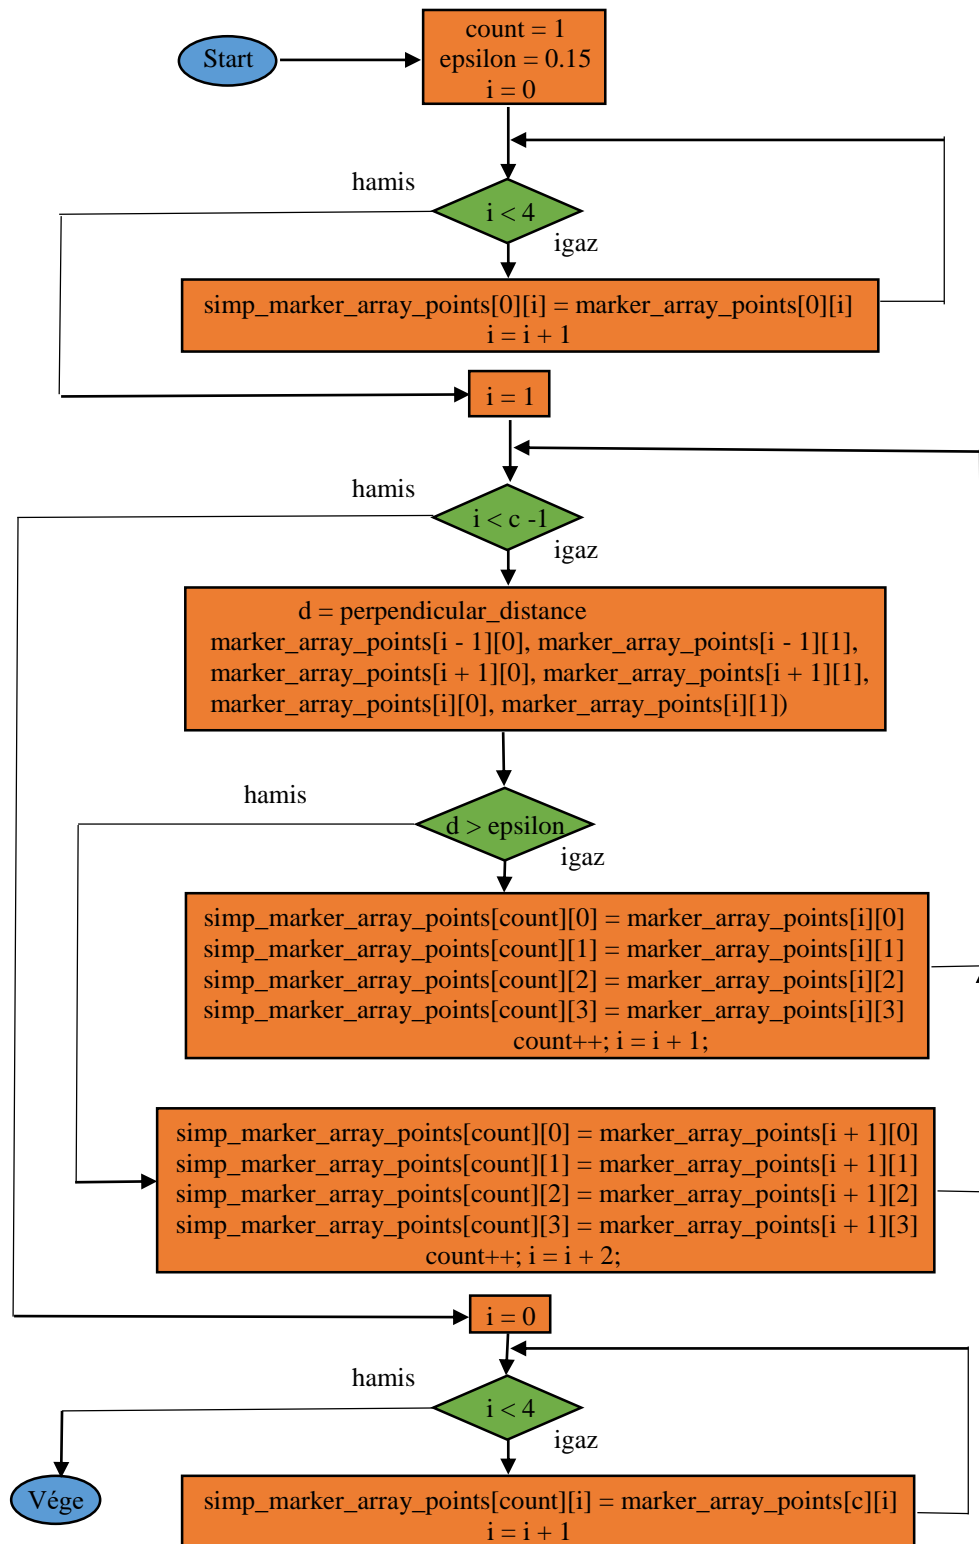 Start
count = 1
epsilon = 0.15
i = 0
hamis
i < 4
igaz
simp_marker_array_points[0][i] = marker_array_points[0][i]
i = i + 1
i = 1
hamis
i < c -1
igaz
d = perpendicular_distance
marker_array_points[i - 1][0], marker_array_points[i - 1][1],
marker_array_points[i + 1][0], marker_array_points[i + 1][1],
marker_array_points[i][0], marker_array_points[i][1])
hamis
d > epsilon
igaz
simp_marker_array_points[count][0] = marker_array_points[i][0]
simp_marker_array_points[count][1] = marker_array_points[i][1]
simp_marker_array_points[count][2] = marker_array_points[i][2]
simp_marker_array_points[count][3] = marker_array_points[i][3]
count++; i = i + 1;
simp_marker_array_points[count][0] = marker_array_points[i + 1][0]
simp_marker_array_points[count][1] = marker_array_points[i + 1][1]
simp_marker_array_points[count][2] = marker_array_points[i + 1][2]
simp_marker_array_points[count][3] = marker_array_points[i + 1][3]
count++; i = i + 2;
i = 0
hamis
i < 4
igaz
Vége
simp_marker_array_points[count][i] = marker_array_points[c][i]
i = i + 1